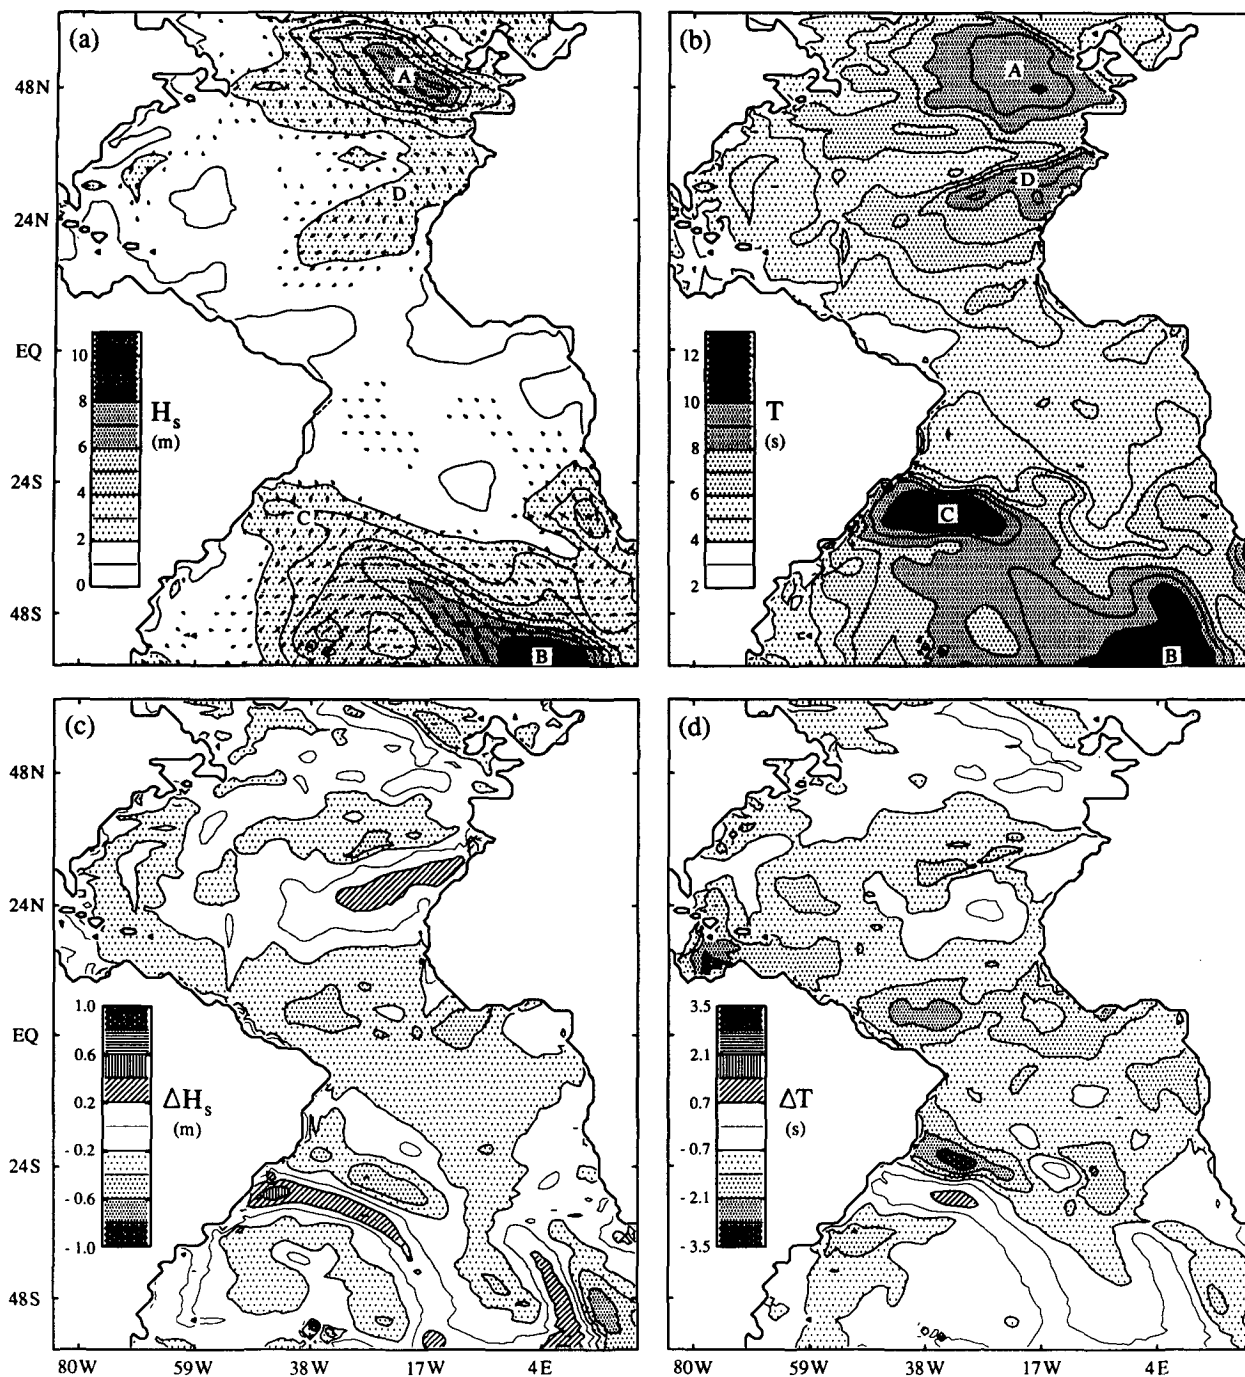 (a)
A
48N
D
24N
EQ
10
8
6
4
2
0
H_s
(m)
24S
C
48S
B
(b)
A
D
12
10
8
6
4
2
T
(s)
C
B
(c)
48N
24N
EQ
1.0
0.6
0.2
- 0.2
- 0.6
- 1.0
ΔH_s
(m)
24S
48S
80W 59W 38W 17W 4E
(d)
3.5
2.1
0.7
-0.7
- 2.1
- 3.5
ΔT
(s)
80W 59W 38W 17W 4E